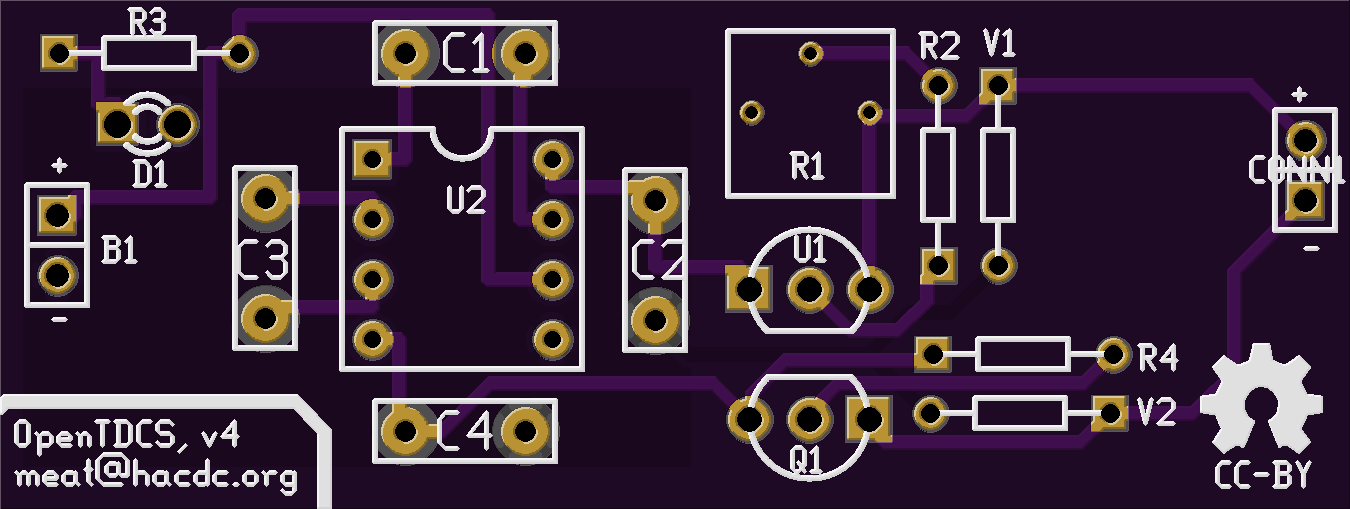 R3
C1
R2
V1
+
D1
+
R1
CONN1
U2
B1
C3
C2
U1
-
-
R4
V2
C4
OpenTDCS, v4
Q1
meat@hacdc.org
CC-BY